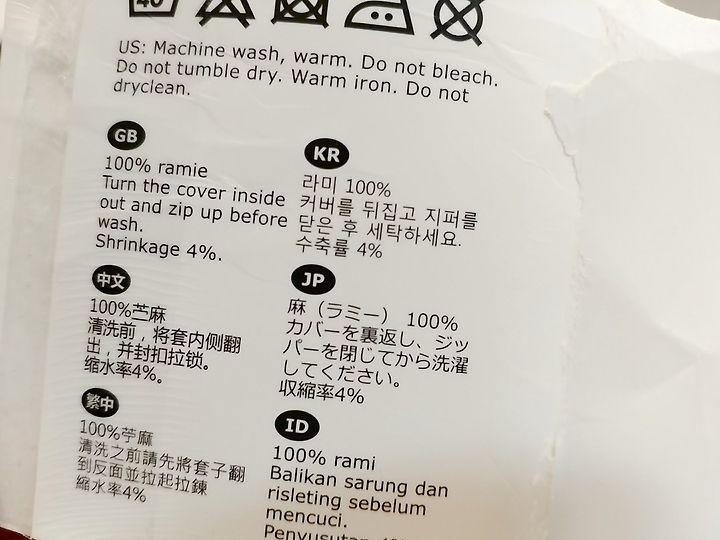 40
US: Machine wash, warm. Do not bleach.
Do not tumble dry. Warm iron. Do not
dryclean.
GB
100% ramie
Turn the cover inside
out and zip up before
wash.
Shrinkage 4%.
KR
라미 100%
커버를 뒤집고 지퍼를
닫은 후 세탁하세요.
수축률 4%
中文
100%苎麻
清洗前，将套内侧翻
出，并封扣拉锁。
缩水率4%。
JP
麻（ラミー） 100%
カバーを裏返し、ジッ
パーを閉じてから洗濯
してください。
収縮率4%
繁中
100%苧麻
清洗之前請先將套子翻
到反面並拉起拉鍊
縮水率4%
ID
100% rami
Balikan sarung dan
risleting sebelum
mencuci.
Penyusutan